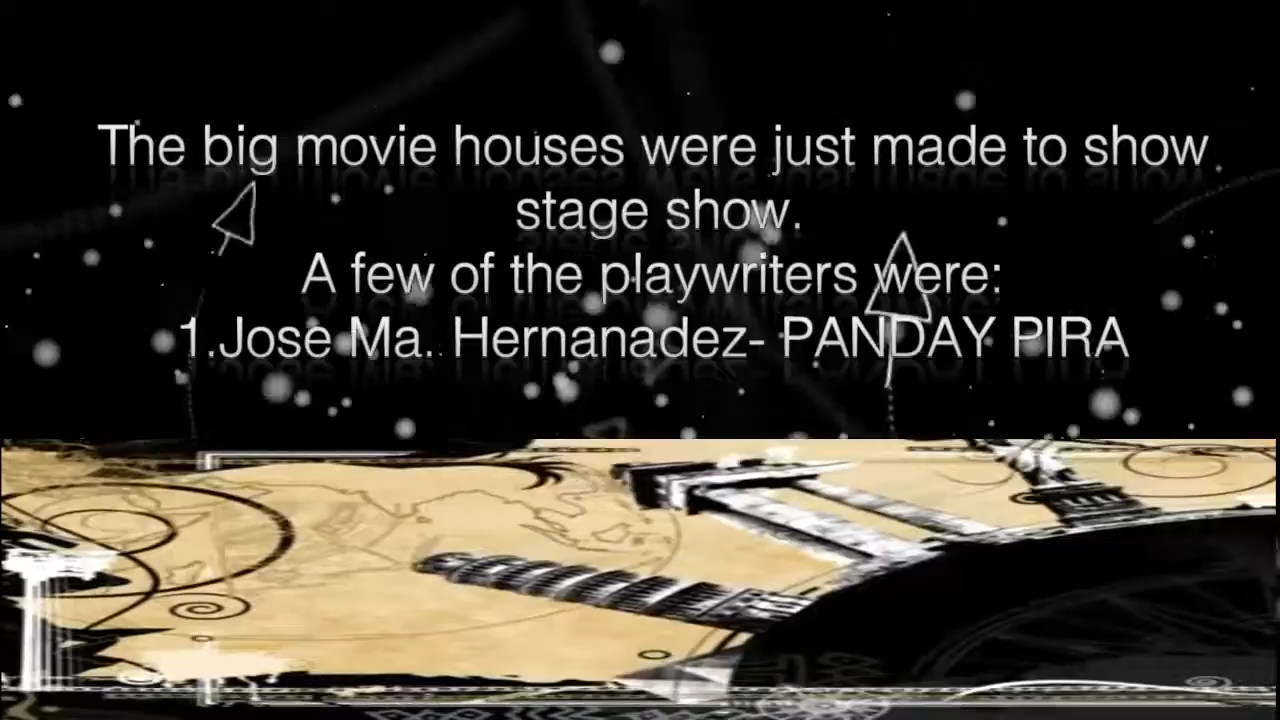 The big movie houses were just made to show
stage show.
A few of the playwriters were:
1.Jose Ma. Hernanadez- PANDAY PIRA